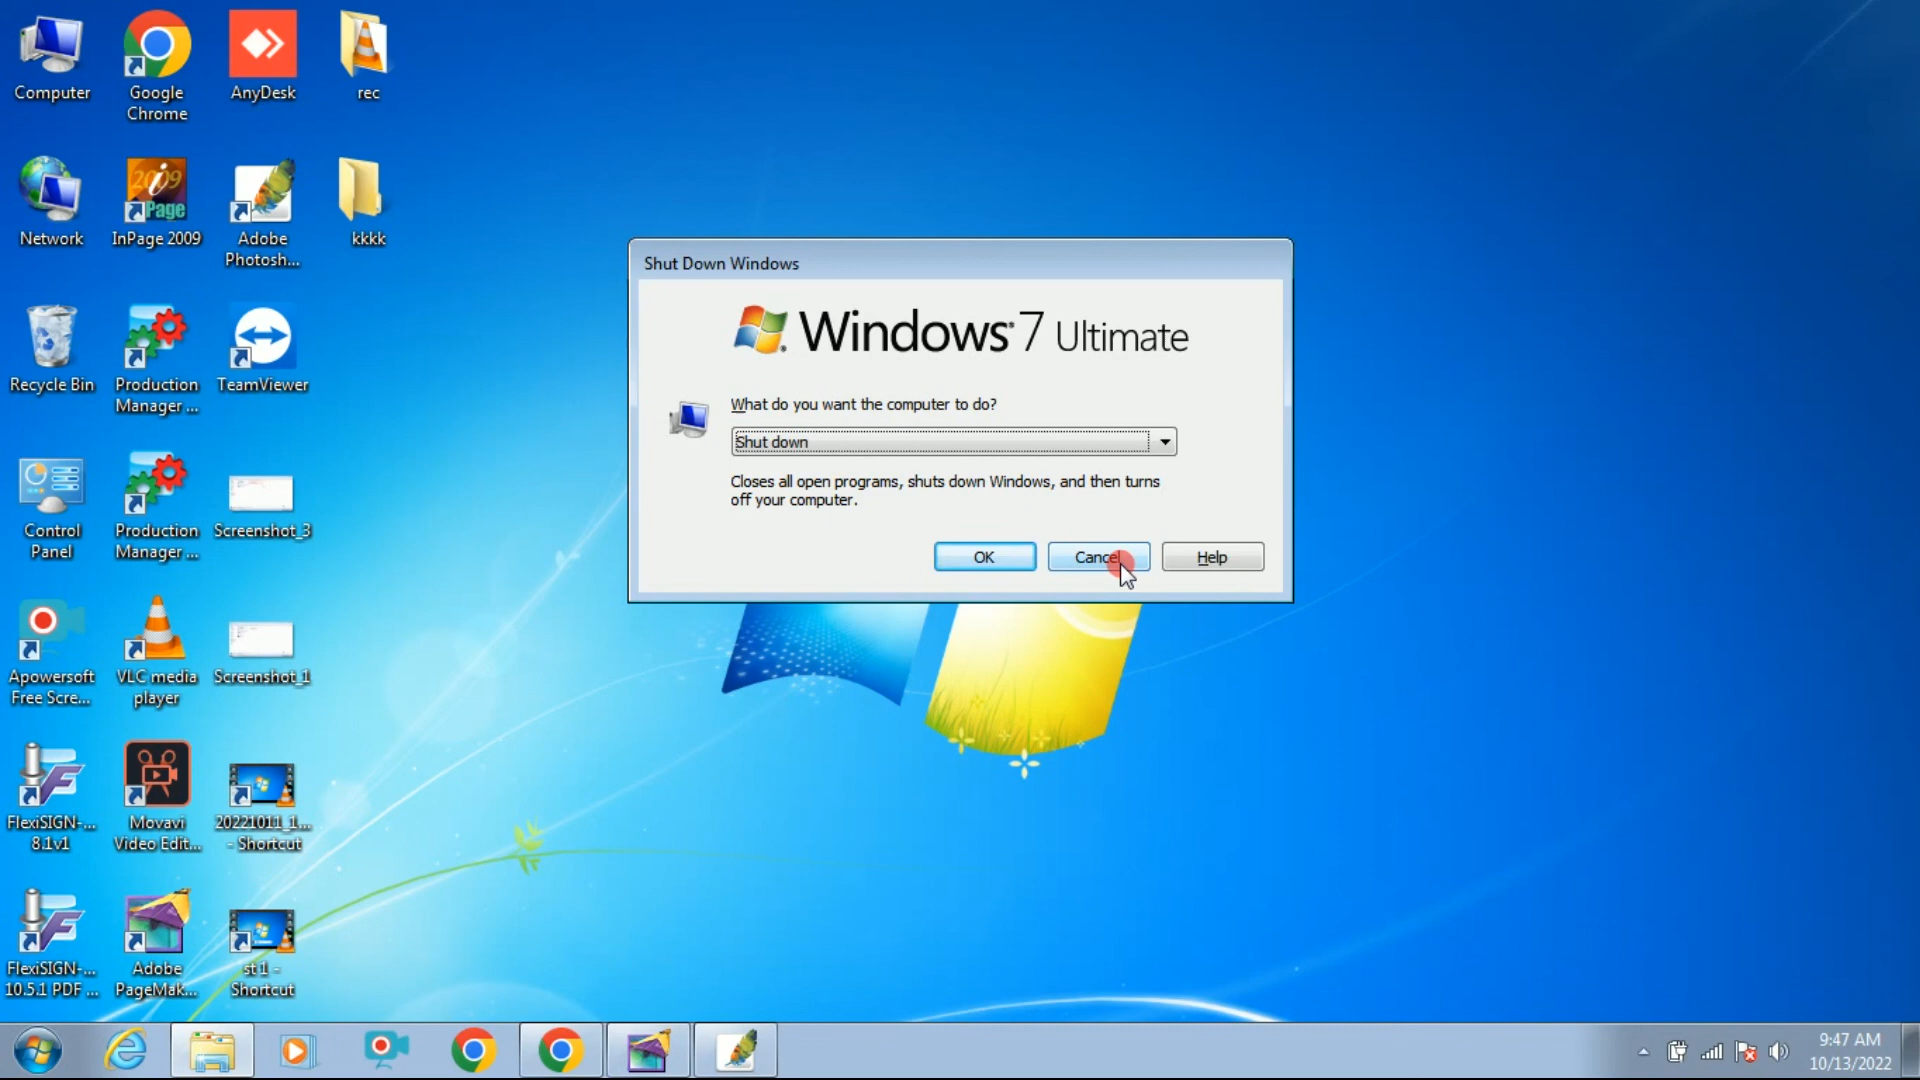 Computer
Google
Chrome
AnyDesk
rec
Network
2009
i
Page
InPage 2009
Adobe
Photosh...
kkkk
Recycle Bin
Production
Manager ...
TeamViewer
Control
Panel
Production
Manager ...
Screenshot_3
Apowersoft
Free Scre...
VLC media
player
Screenshot_1
FlexiSIGN-...
8.1v1
Movavi
Video Edit...
20221011_1...
- Shortcut
FlexiSIGN-...
10.5.1 PDF ...
Adobe
PageMak...
st 1 -
Shortcut
Shut Down Windows
Windows 7 Ultimate
What do you want the computer to do?
Shut down
Closes all open programs, shuts down Windows, and then turns
off your computer.
OK
Cancel
Help
9:47 AM
10/13/2022